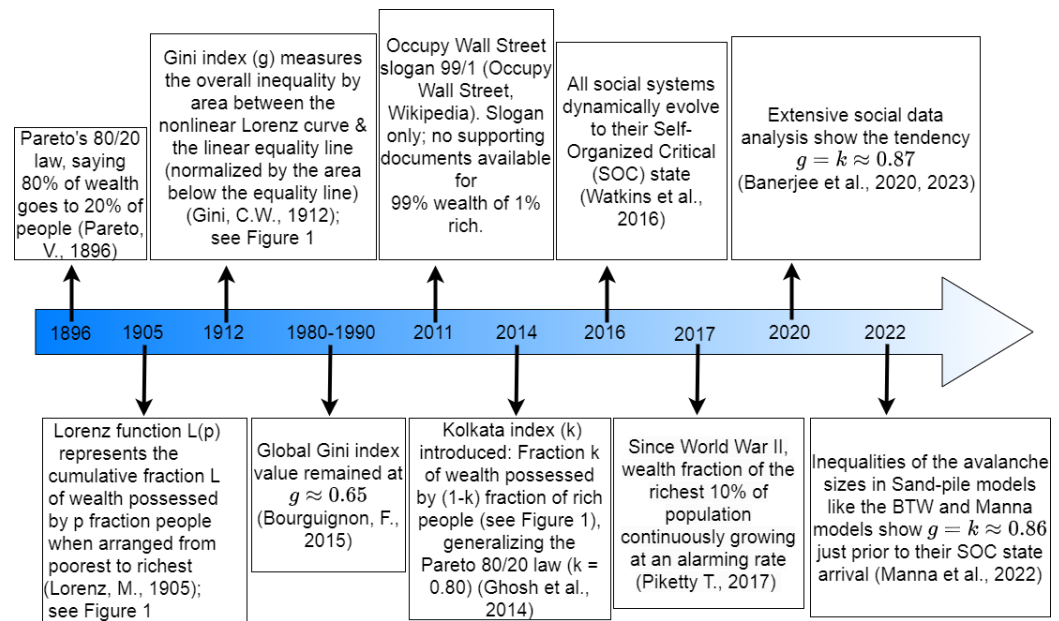 Pareto's 80/20
law, saying
80% of wealth
goes to 20% of
people (Pareto,
V., 1896)
Gini index (g) measures
the overall inequality by
area between the
nonlinear Lorenz curve &
the linear equality line
(normalized by the area
below the equality line)
(Gini, C.W., 1912);
see Figure 1
Occupy Wall Street
slogan 99/1 (Occupy
Wall Street,
Wikipedia). Slogan
only; no supporting
documents available
for
99% wealth of 1%
rich.
All social systems
dynamically evolve
to their Self-
Organized Critical
(SOC) state
(Watkins et al.,
2016)
Extensive social data
analysis show the tendency
g = k ≈ 0.87
(Banerjee et al., 2020, 2023)
1896 1905 1912 1980-1990 2011 2014 2016 2017 2020 2022
Lorenz function L(p)
represents the
cumulative fraction L
of wealth possessed
by p fraction people
when arranged from
poorest to richest
(Lorenz, M., 1905);
see Figure 1
Global Gini index
value remained at
g ≈ 0.65
(Bourguignon, F.,
2015)
Kolkata index (k)
introduced: Fraction k
of wealth possessed
by (1-k) fraction of rich
people (see Figure 1),
generalizing the
Pareto 80/20 law (k =
0.80) (Ghosh et al.,
2014)
Since World War II,
wealth fraction of the
richest 10% of
population
continuously growing
at an alarming rate
(Piketty T., 2017)
Inequalities of the avalanche
sizes in Sand-pile models
like the BTW and Manna
models show g = k ≈ 0.86
just prior to their SOC state
arrival (Manna et al., 2022)